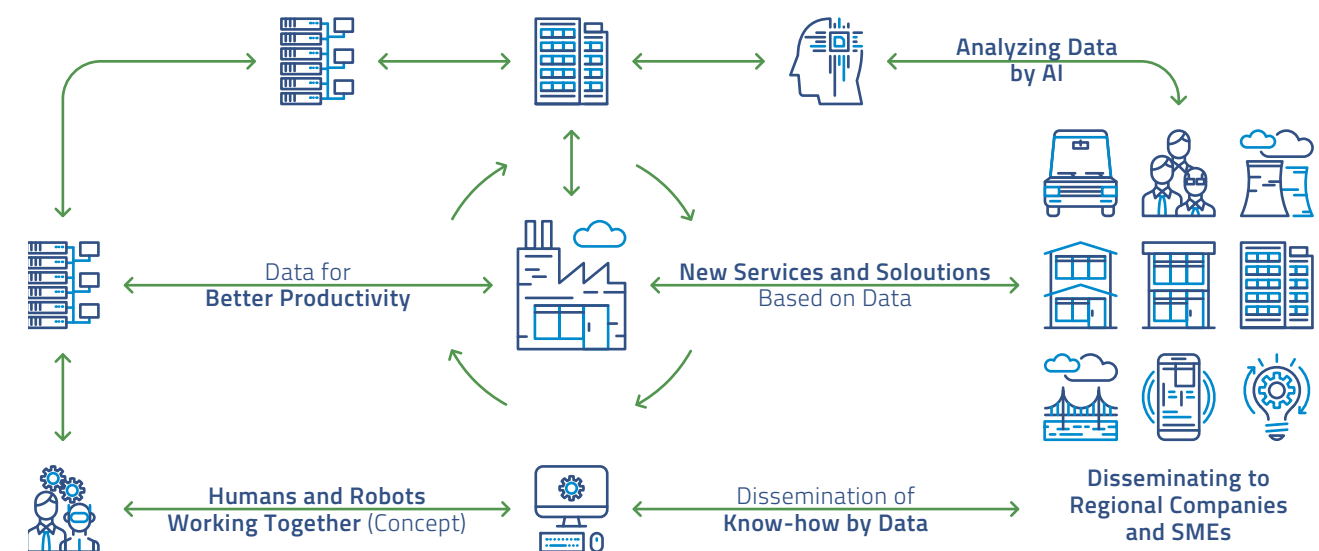 Analyzing Data
by AI
Data for
Better Productivity
New Services and Soloutions
Based on Data
Humans and Robots
Working Together (Concept)
Dissemination of
Know-how by Data
Disseminating to
Regional Companies
and SMEs